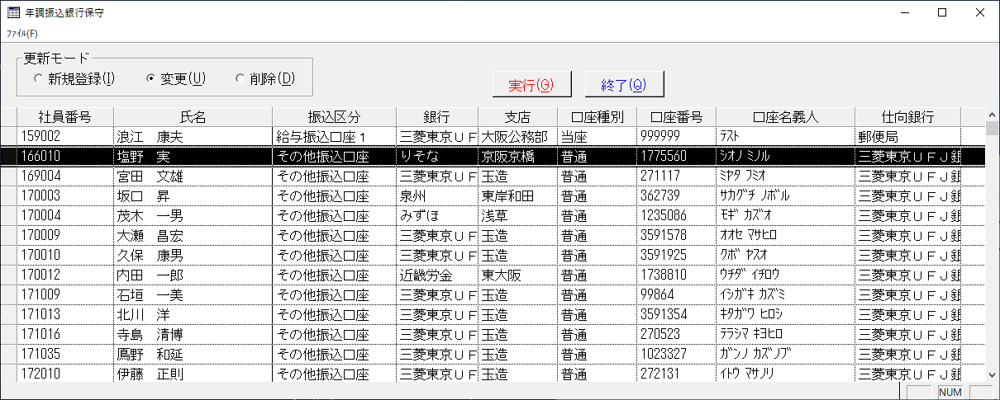 年調振込銀行保守
ﾌｧｲﾙ(F)
更新モード
新規登録(I) 変更(U) 削除(D) 実行(G) 終了(Q)
社員番号 氏名 振込区分 銀行 支店 口座種別 口座番号 口座名義人 仕向銀行
159002 浪江　康夫 給与振込口座１ 三菱東京ＵＦ 大阪公務部 当座 999999 ﾃｽﾄ 郵便局
166010 塩野　実 その他振込口座 りそな 京阪京橋 普通 1775560 ｼｵﾉ ﾐﾉﾙ 三菱東京ＵＦＪ銀
169004 宮田　文雄 その他振込口座 三菱東京ＵＦ 玉造 普通 271117 ﾐﾔﾀ ﾌﾐｵ 三菱東京ＵＦＪ銀
170003 坂口　昇 その他振込口座 泉州 東岸和田 普通 362739 ｻｶｸﾞﾁ ﾉﾎﾞﾙ 三菱東京ＵＦＪ銀
170004 茂木　一男 その他振込口座 みずほ 浅草 普通 1235086 ﾓｷﾞ ｶｽﾞｵ 三菱東京ＵＦＪ銀
170009 大瀬　昌宏 その他振込口座 三菱東京ＵＦ 玉造 普通 3591578 ｵｵｾ ﾏｻﾋﾛ 三菱東京ＵＦＪ銀
170010 久保　康男 その他振込口座 三菱東京ＵＦ 玉造 普通 3591925 ｸﾎﾞ ﾔｽｵ 三菱東京ＵＦＪ銀
170012 内田　一郎 その他振込口座 近畿労金 東大阪 普通 1738810 ｳﾁﾀﾞ ｲﾁﾛｳ 三菱東京ＵＦＪ銀
171009 石垣　一美 その他振込口座 三菱東京ＵＦ 玉造 普通 99864 ｲｼｶﾞｷ ｶｽﾞﾐ 三菱東京ＵＦＪ銀
171013 北川　洋 その他振込口座 三菱東京ＵＦ 玉造 普通 3591354 ｷﾀｶﾞﾜ ﾋﾛｼ 三菱東京ＵＦＪ銀
171016 寺島　清博 その他振込口座 三菱東京ＵＦ 玉造 普通 270523 ﾃﾗｼﾏ ｷﾖﾋﾛ 三菱東京ＵＦＪ銀
171035 鴈野　和延 その他振込口座 三菱東京ＵＦ 玉造 普通 1023327 ｶﾞﾝﾉ ｶｽﾞﾉﾌﾞ 三菱東京ＵＦＪ銀
172010 伊藤　正則 その他振込口座 三菱東京ＵＦ 玉造 普通 272131 ｲﾄｳ ﾏｻﾉﾘ 三菱東京ＵＦＪ銀
NUM